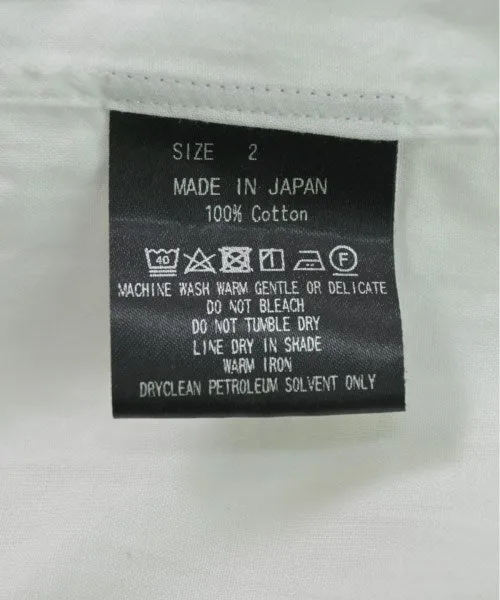 SIZE 2
MADE IN JAPAN
100% Cotton
40 F
MACHINE WASH WARM GENTLE OR DELICATE
DO NOT BLEACH
DO NOT TUMBLE DRY
LINE DRY IN SHADE
WARM IRON
DRYCLEAN PETROLEUM SOLVENT ONLY